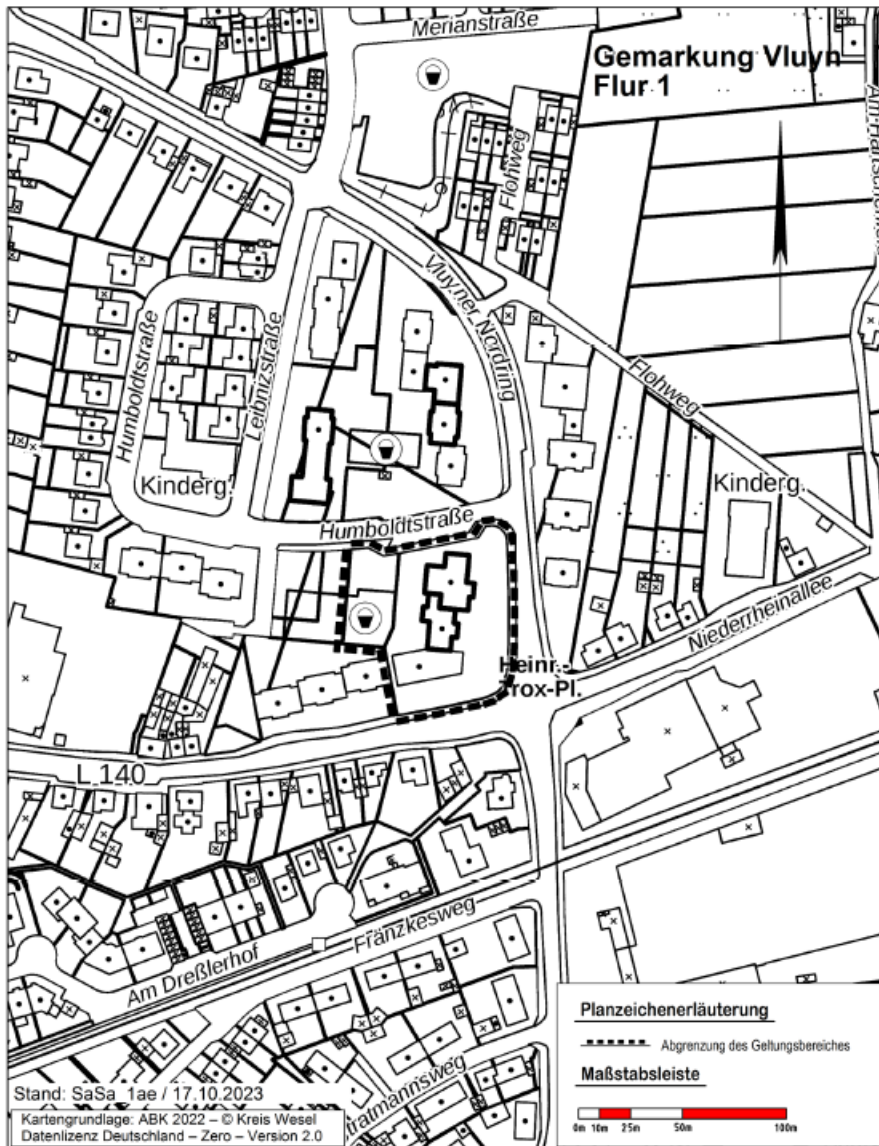 Merianstraße
Gemarkung Vluyn
Flur 1
Flohweg
Vluyner Nordring
Humboldtstraße
Leibnizstraße
Flohweg
Kinderg.
Kinderg.
Humboldtstraße
Niederrheinallee
Heinr.-
Trox-Pl.
L 140
Fränzkesweg
Am Dreßlerhof
Planzeichenerläuterung
Abgrenzung des Geltungsbereiches
Maßstabsleiste
0m 10m 25m 50m 100m
Stand: SaSa_1ae / 17.10.2023
Kartengrundlage: ABK 2022 – © Kreis Wesel
Datenlizenz Deutschland – Zero – Version 2.0